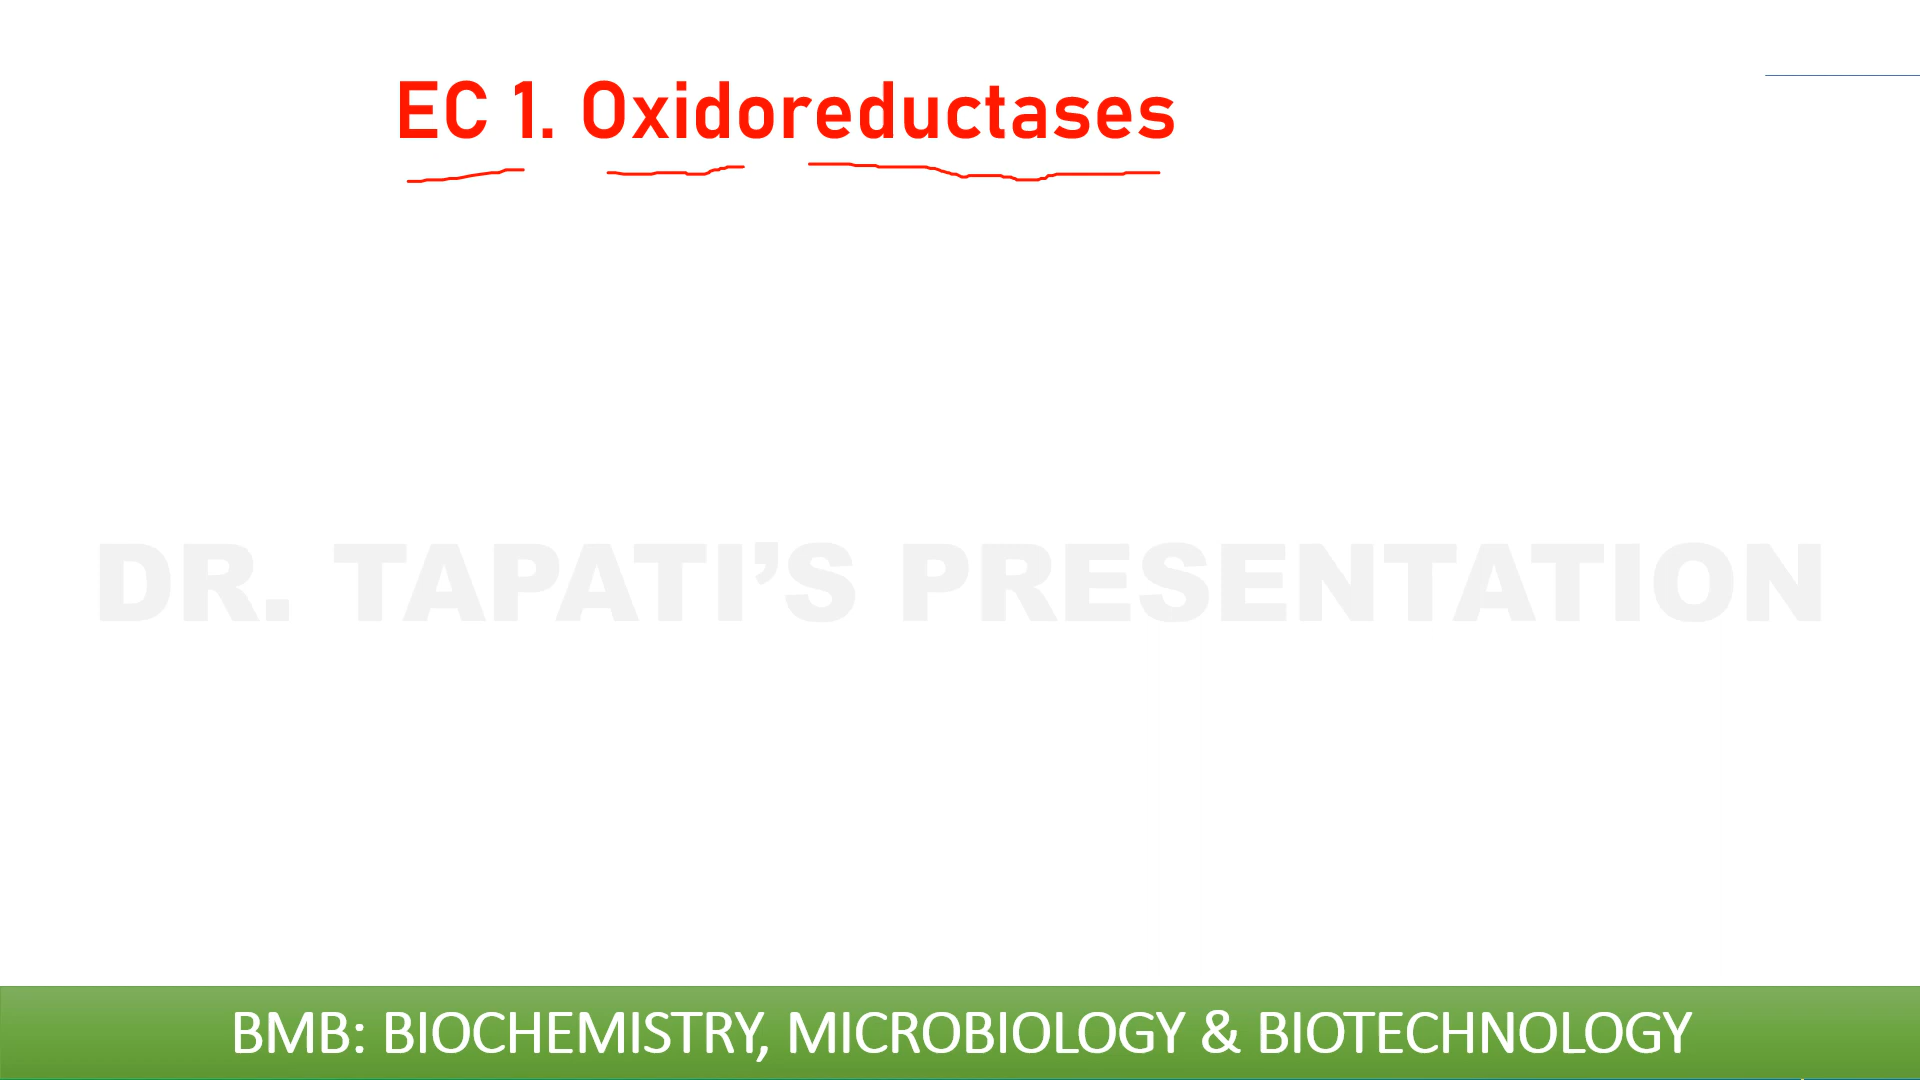 EC 1. Oxidoreductases
DR. TAPATI’S PRESENTATION
BMB: BIOCHEMISTRY, MICROBIOLOGY & BIOTECHNOLOGY